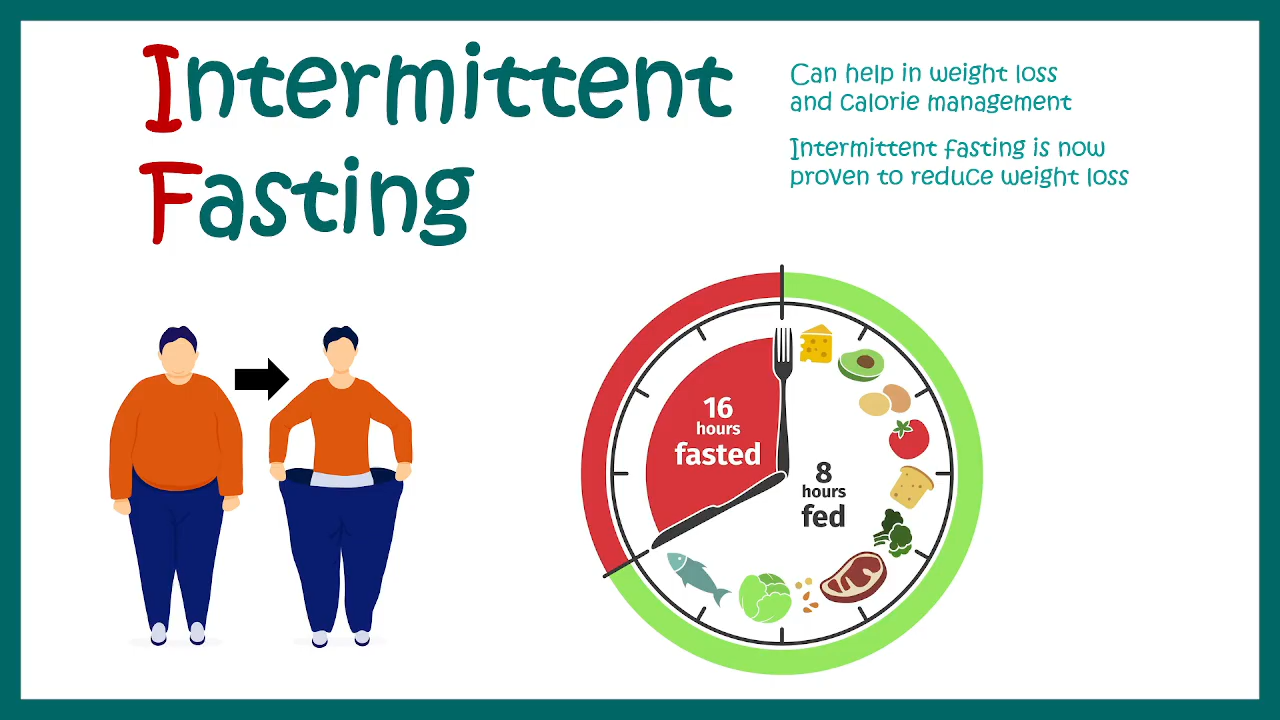 Intermittent
Fasting
Can help in weight loss
and calorie management
Intermittent fasting is now
proven to reduce weight loss
16
hours
fasted
8
hours
fed